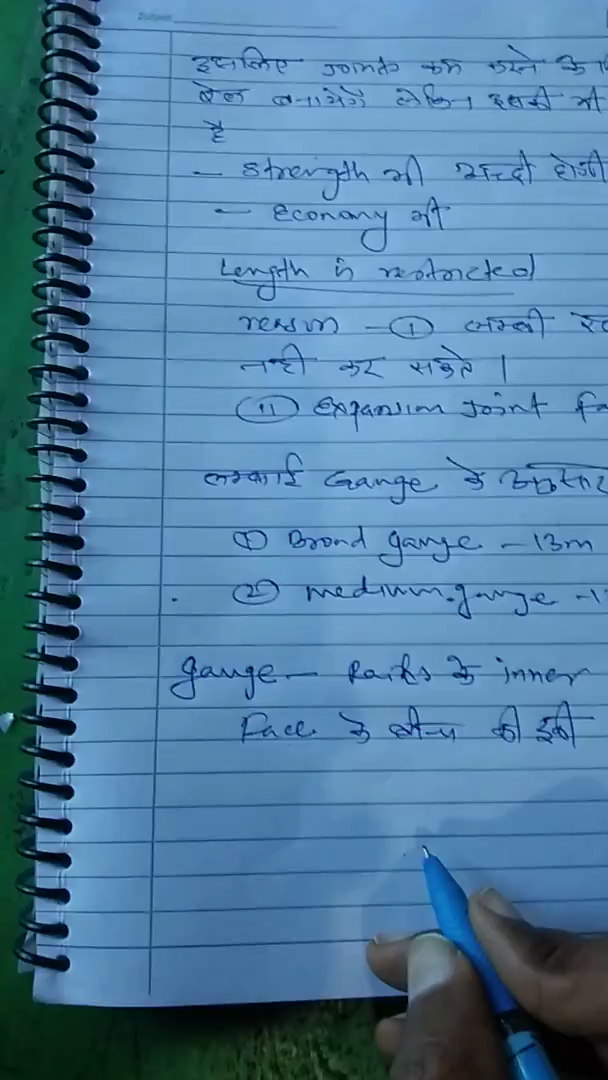 इसलिए Joints कम करने के लि
रेल बनायेगें लेकिन इसकी भी
है
- Strength भी अच्छी होगी
- economy भी
Length is restricted
reason - (i) लम्बी रे
नही कर सकते ।
(ii) expansion Joint
लम्बाई Gauge के अनुसार
(1) Broad gauge - 13m
(2) medium gauge - 1
gauge - Rails के inner
Face के बीच की दूरी